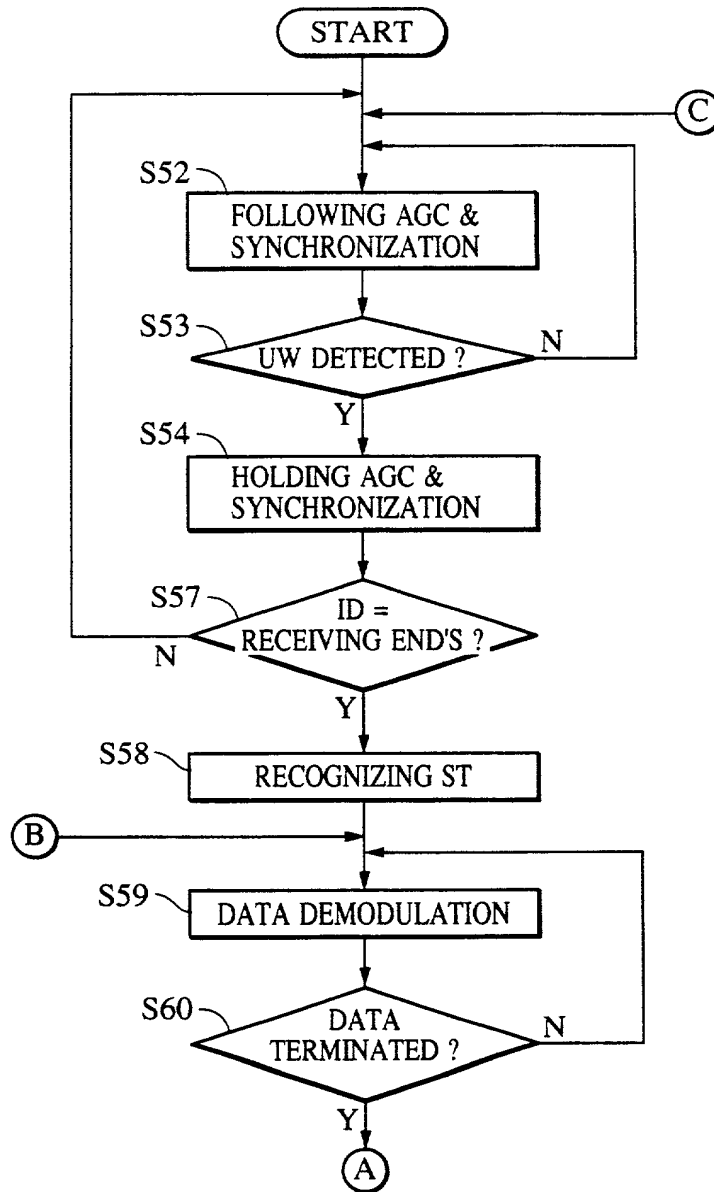 START
C
S52
FOLLOWING AGC &
SYNCHRONIZATION
S53
UW DETECTED ?
N
Y
S54
HOLDING AGC &
SYNCHRONIZATION
S57
ID =
RECEIVING END'S ?
N
Y
S58
RECOGNIZING ST
B
S59
DATA DEMODULATION
S60
DATA
TERMINATED ?
N
Y
A